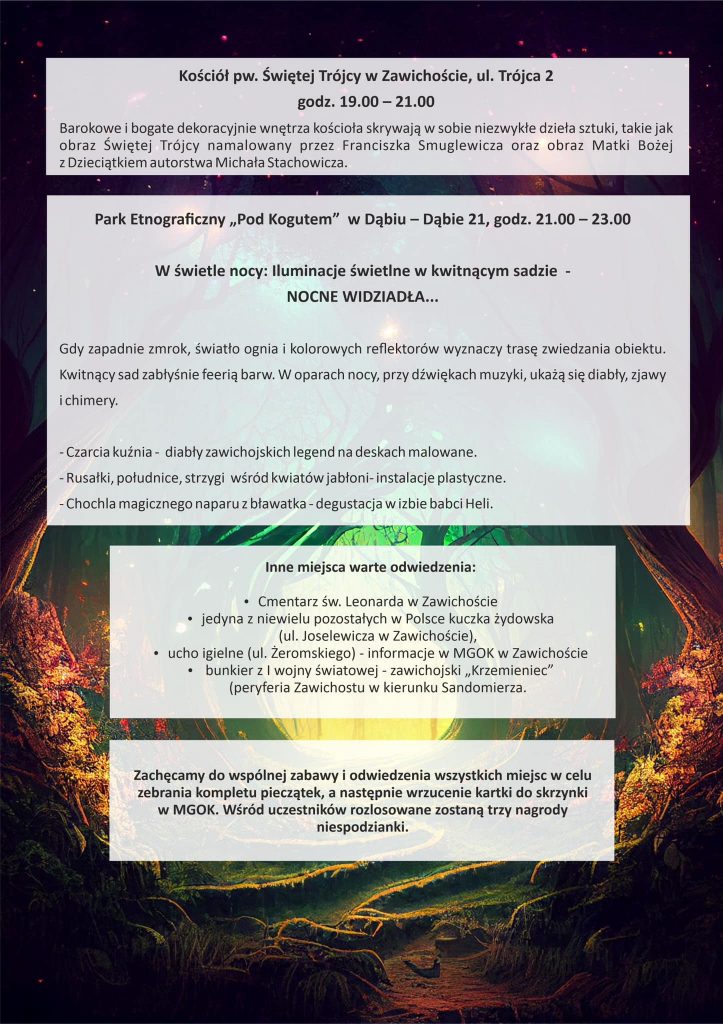 Kościół pw. Świętej Trójcy w Zawichoście, ul. Trójca 2
godz. 19.00 – 21.00
Barokowe i bogate dekoracyjnie wnętrza kościoła skrywają w sobie niezwykłe dzieła sztuki, takie jak
obraz Świętej Trójcy namalowany przez Franciszka Smuglewicza oraz obraz Matki Bożej
z Dzieciątkiem autorstwa Michała Stachowicza.
Park Etnograficzny „Pod Kogutem” w Dąbiu – Dąbie 21, godz. 21.00 – 23.00
W świetle nocy: Iluminacje świetlne w kwitnącym sadzie -
NOCNE WIDZIADŁA...
Gdy zapadnie zmrok, światło ognia i kolorowych reflektorów wyznaczy trasę zwiedzania obiektu.
Kwitnący sad zabłyśnie feerią barw. W oparach nocy, przy dźwiękach muzyki, ukażą się diabły, zjawy
i chimery.
- Czarcia kuźnia - diabły zawichojskich legend na deskach malowane.
- Rusałki, południce, strzygi wśród kwiatów jabłoni- instalacje plastyczne.
- Chochla magicznego naparu z bławatka - degustacja w izbie babci Heli.
Inne miejsca warte odwiedzenia:
• Cmentarz św. Leonarda w Zawichoście
• jedyna z niewielu pozostałych w Polsce kuczka żydowska
(ul. Joselewicza w Zawichoście),
• ucho igielne (ul. Żeromskiego) - informacje w MGOK w Zawichoście
• bunkier z I wojny światowej - zawichojski „Krzemieniec”
(peryferia Zawichostu w kierunku Sandomierza.
Zachęcamy do wspólnej zabawy i odwiedzenia wszystkich miejsc w celu
zebrania kompletu pieczątek, a następnie wrzucenie kartki do skrzynki
w MGOK. Wśród uczestników rozlosowane zostaną trzy nagrody
niespodzianki.